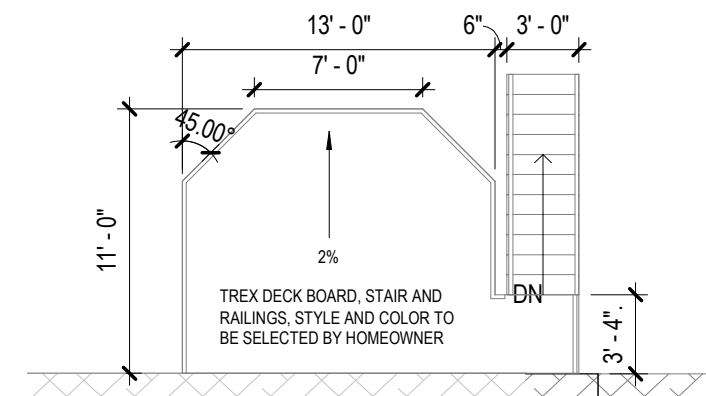 13' - 0" 6" 3' - 0"
7' - 0"
45.00°
11' - 0"
2%
TREX DECK BOARD, STAIR AND
RAILINGS, STYLE AND COLOR TO
BE SELECTED BY HOMEOWNER
DN
3' - 4".